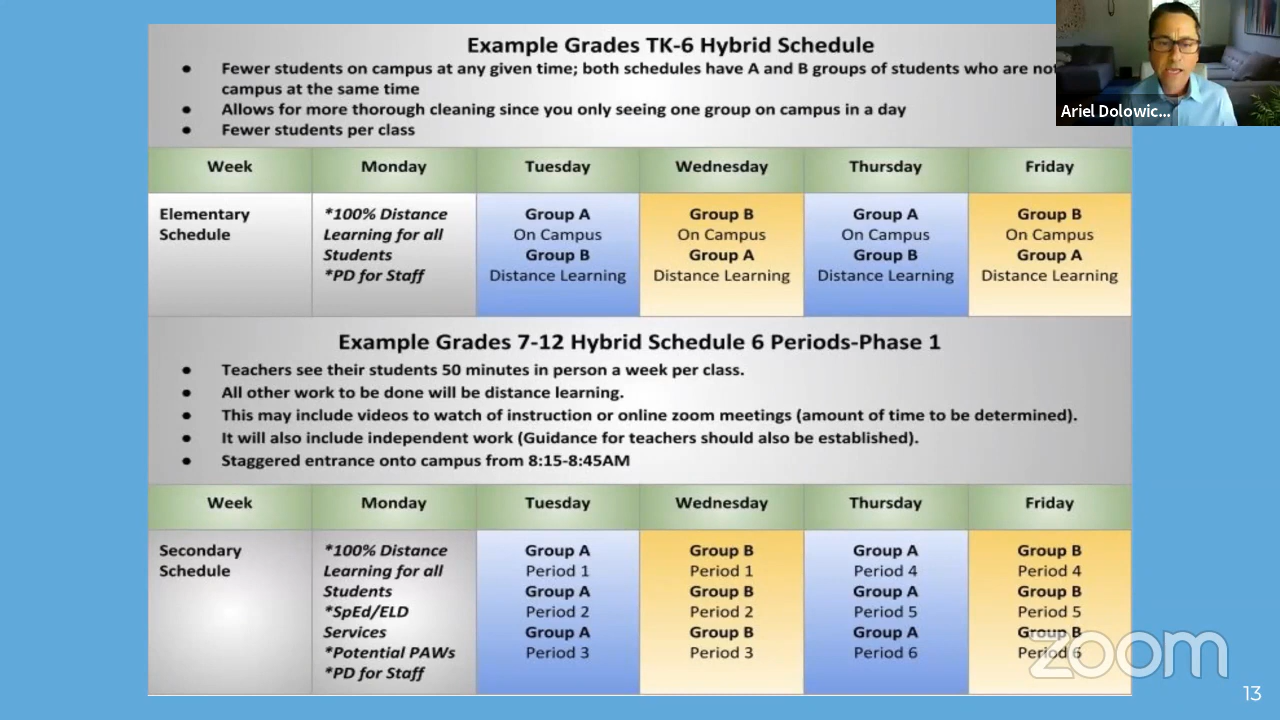 Example Grades TK-6 Hybrid Schedule
● Fewer students on campus at any given time; both schedules have A and B groups of students who are not
campus at the same time
● Allows for more thorough cleaning since you only seeing one group on campus in a day
● Fewer students per class
Ariel Dolowic...
Week Monday Tuesday Wednesday Thursday Friday
Elementary *100% Distance Group A Group B Group A Group B
Schedule Learning for all On Campus On Campus On Campus On Campus
Students Group B Group A Group B Group A
*PD for Staff Distance Learning Distance Learning Distance Learning Distance Learning
Example Grades 7-12 Hybrid Schedule 6 Periods-Phase 1
● Teachers see their students 50 minutes in person a week per class.
● All other work to be done will be distance learning.
● This may include videos to watch of instruction or online zoom meetings (amount of time to be determined).
● It will also include independent work (Guidance for teachers should also be established).
● Staggered entrance onto campus from 8:15-8:45AM
Week Monday Tuesday Wednesday Thursday Friday
Secondary *100% Distance Group A Group B Group A Group B
Schedule Learning for all Period 1 Period 1 Period 4 Period 4
Students Group A Group B Group A Group B
*SpEd/ELD Period 2 Period 2 Period 5 Period 5
Services Group A Group B Group A Group B
*Potential PAWs Period 3 Period 3 Period 6 Period 6
*PD for Staff
zoom
13